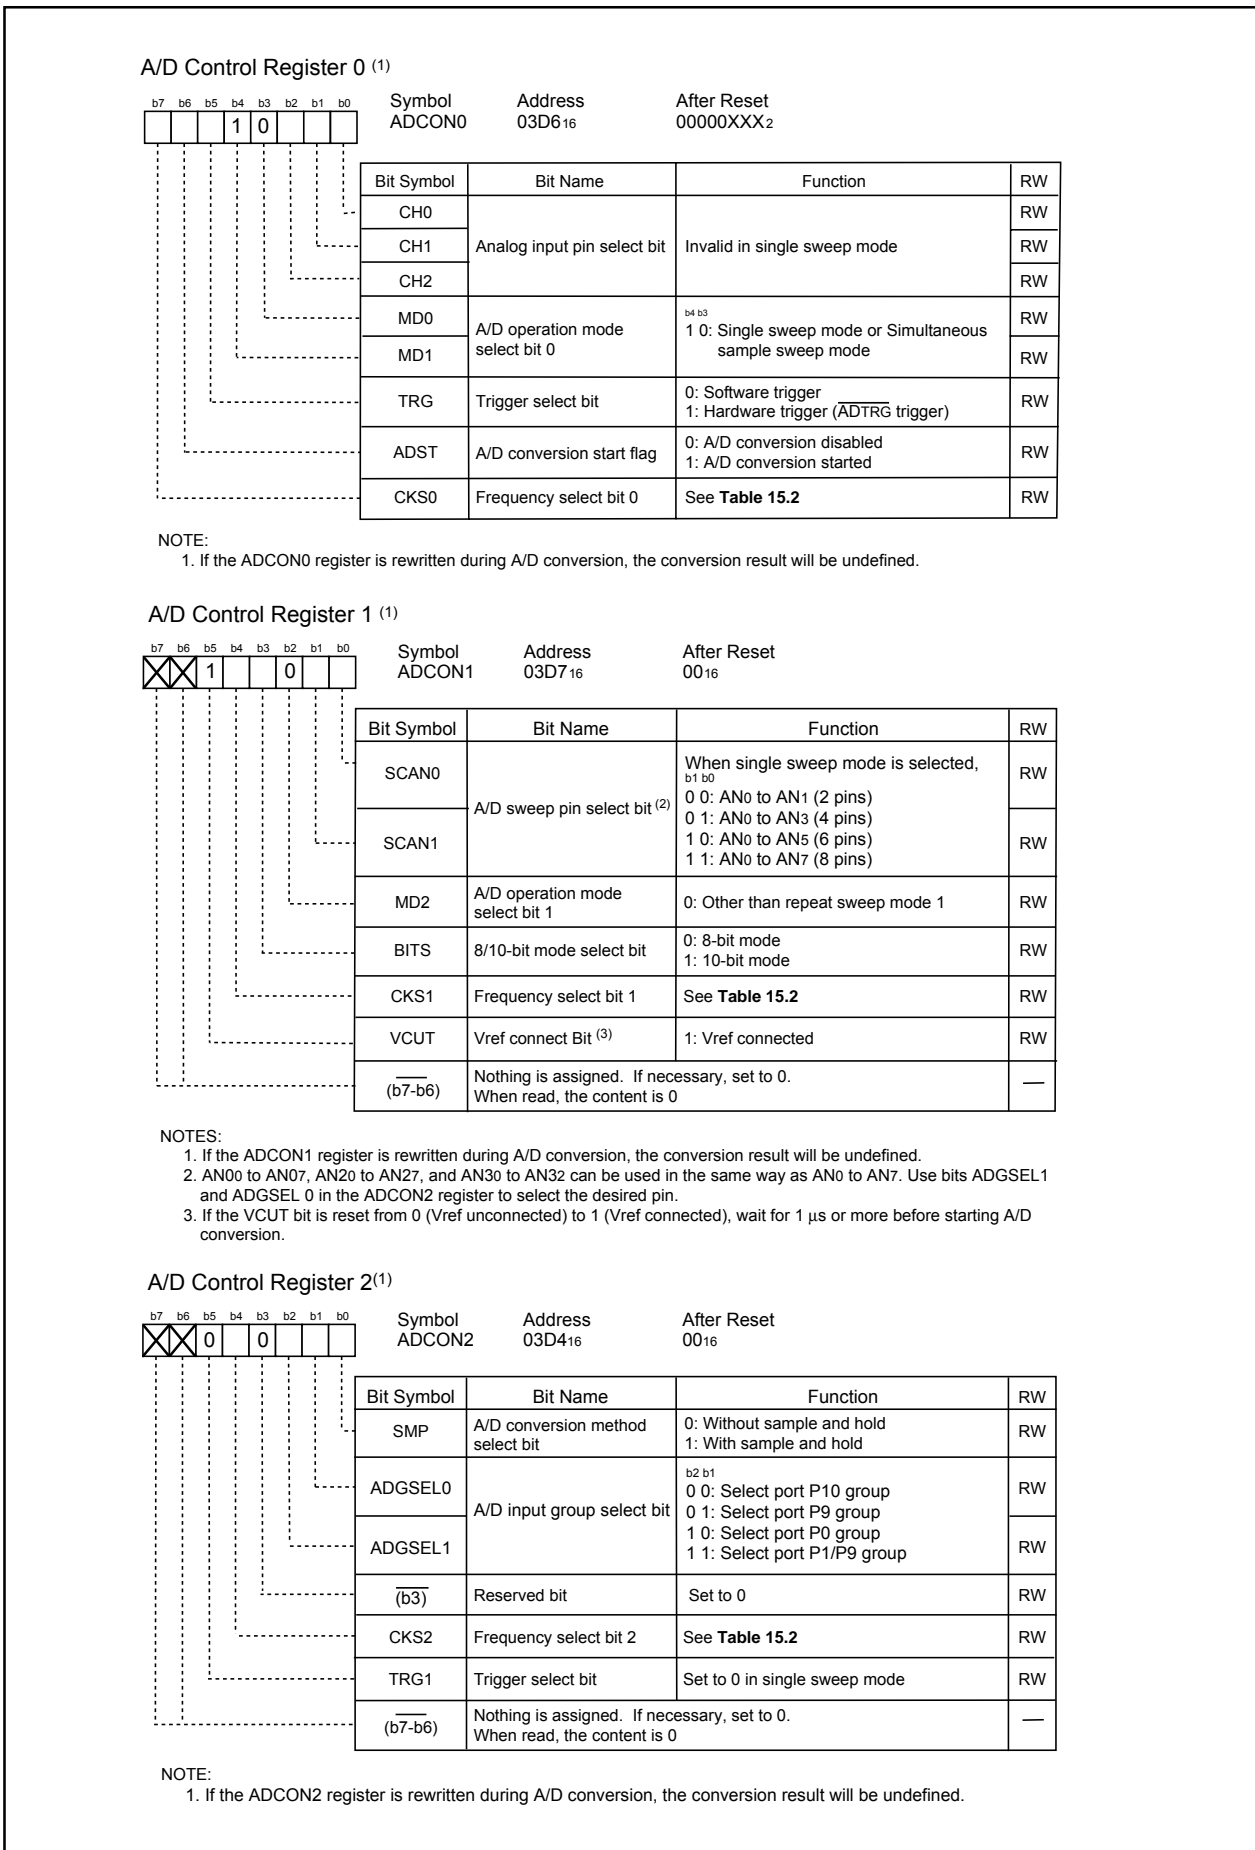 A/D Control Register 0 (1)
b7 b6 b5 b4 b3 b2 b1 b0
1 0
Symbol Address After Reset
ADCON0 03D616 00000XXX2
Bit Symbol Bit Name Function RW
CH0 RW
CH1 Analog input pin select bit Invalid in single sweep mode RW
CH2 RW
MD0 A/D operation mode select bit 0 b4 b3 RW
1 0: Single sweep mode or Simultaneous
sample sweep mode
MD1 RW
TRG Trigger select bit 0: Software trigger RW
1: Hardware trigger (ADTRG trigger)
ADST A/D conversion start flag 0: A/D conversion disabled RW
1: A/D conversion started
CKS0 Frequency select bit 0 See Table 15.2 RW
NOTE:
1. If the ADCON0 register is rewritten during A/D conversion, the conversion result will be undefined.
A/D Control Register 1 (1)
b7 b6 b5 b4 b3 b2 b1 b0
1 0
Symbol Address After Reset
ADCON1 03D716 0016
Bit Symbol Bit Name Function RW
SCAN0 A/D sweep pin select bit (2) When single sweep mode is selected, RW
b1 b0
0 0: AN0 to AN1 (2 pins)
0 1: AN0 to AN3 (4 pins)
SCAN1 1 0: AN0 to AN5 (6 pins) RW
1 1: AN0 to AN7 (8 pins)
MD2 A/D operation mode select bit 1 0: Other than repeat sweep mode 1 RW
BITS 8/10-bit mode select bit 0: 8-bit mode RW
1: 10-bit mode
CKS1 Frequency select bit 1 See Table 15.2 RW
VCUT Vref connect Bit (3) 1: Vref connected RW
(b7-b6) Nothing is assigned. If necessary, set to 0. —
When read, the content is 0
NOTES:
1. If the ADCON1 register is rewritten during A/D conversion, the conversion result will be undefined.
2. AN00 to AN07, AN20 to AN27, and AN30 to AN32 can be used in the same way as AN0 to AN7. Use bits ADGSEL1
and ADGSEL 0 in the ADCON2 register to select the desired pin.
3. If the VCUT bit is reset from 0 (Vref unconnected) to 1 (Vref connected), wait for 1 µs or more before starting A/D
conversion.
A/D Control Register 2(1)
b7 b6 b5 b4 b3 b2 b1 b0
0 0
Symbol Address After Reset
ADCON2 03D416 0016
Bit Symbol Bit Name Function RW
SMP A/D conversion method select bit 0: Without sample and hold RW
1: With sample and hold
ADGSEL0 A/D input group select bit b2 b1 RW
0 0: Select port P10 group
0 1: Select port P9 group
ADGSEL1 1 0: Select port P0 group RW
1 1: Select port P1/P9 group
(b3) Reserved bit Set to 0 RW
CKS2 Frequency select bit 2 See Table 15.2 RW
TRG1 Trigger select bit Set to 0 in single sweep mode RW
(b7-b6) Nothing is assigned. If necessary, set to 0. —
When read, the content is 0
NOTE:
1. If the ADCON2 register is rewritten during A/D conversion, the conversion result will be undefined.